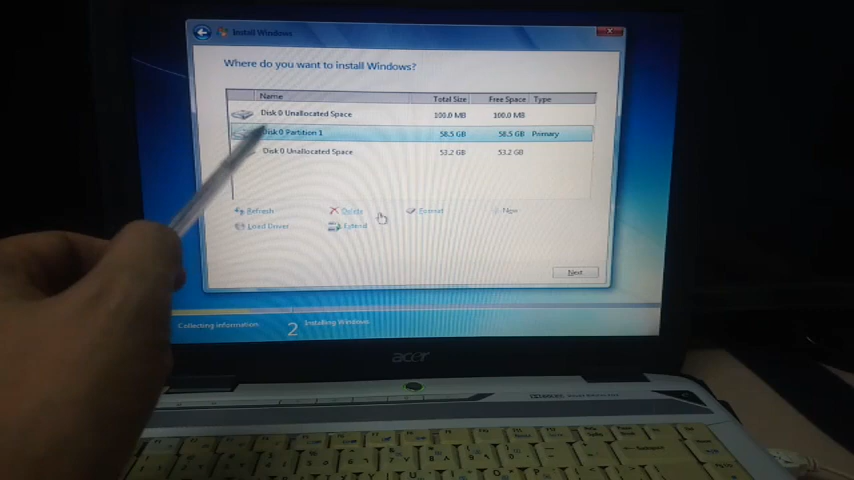 Install Windows
Where do you want to install Windows?
Name Total Size Free Space Type
Disk 0 Unallocated Space 100.0 MB 100.0 MB
Disk 0 Partition 1 58.5 GB 58.5 GB Primary
Disk 0 Unallocated Space 53.2 GB 53.2 GB
Refresh Delete Format New
Load Driver Extend
Next
Collecting information 2 Installing Windows
acer